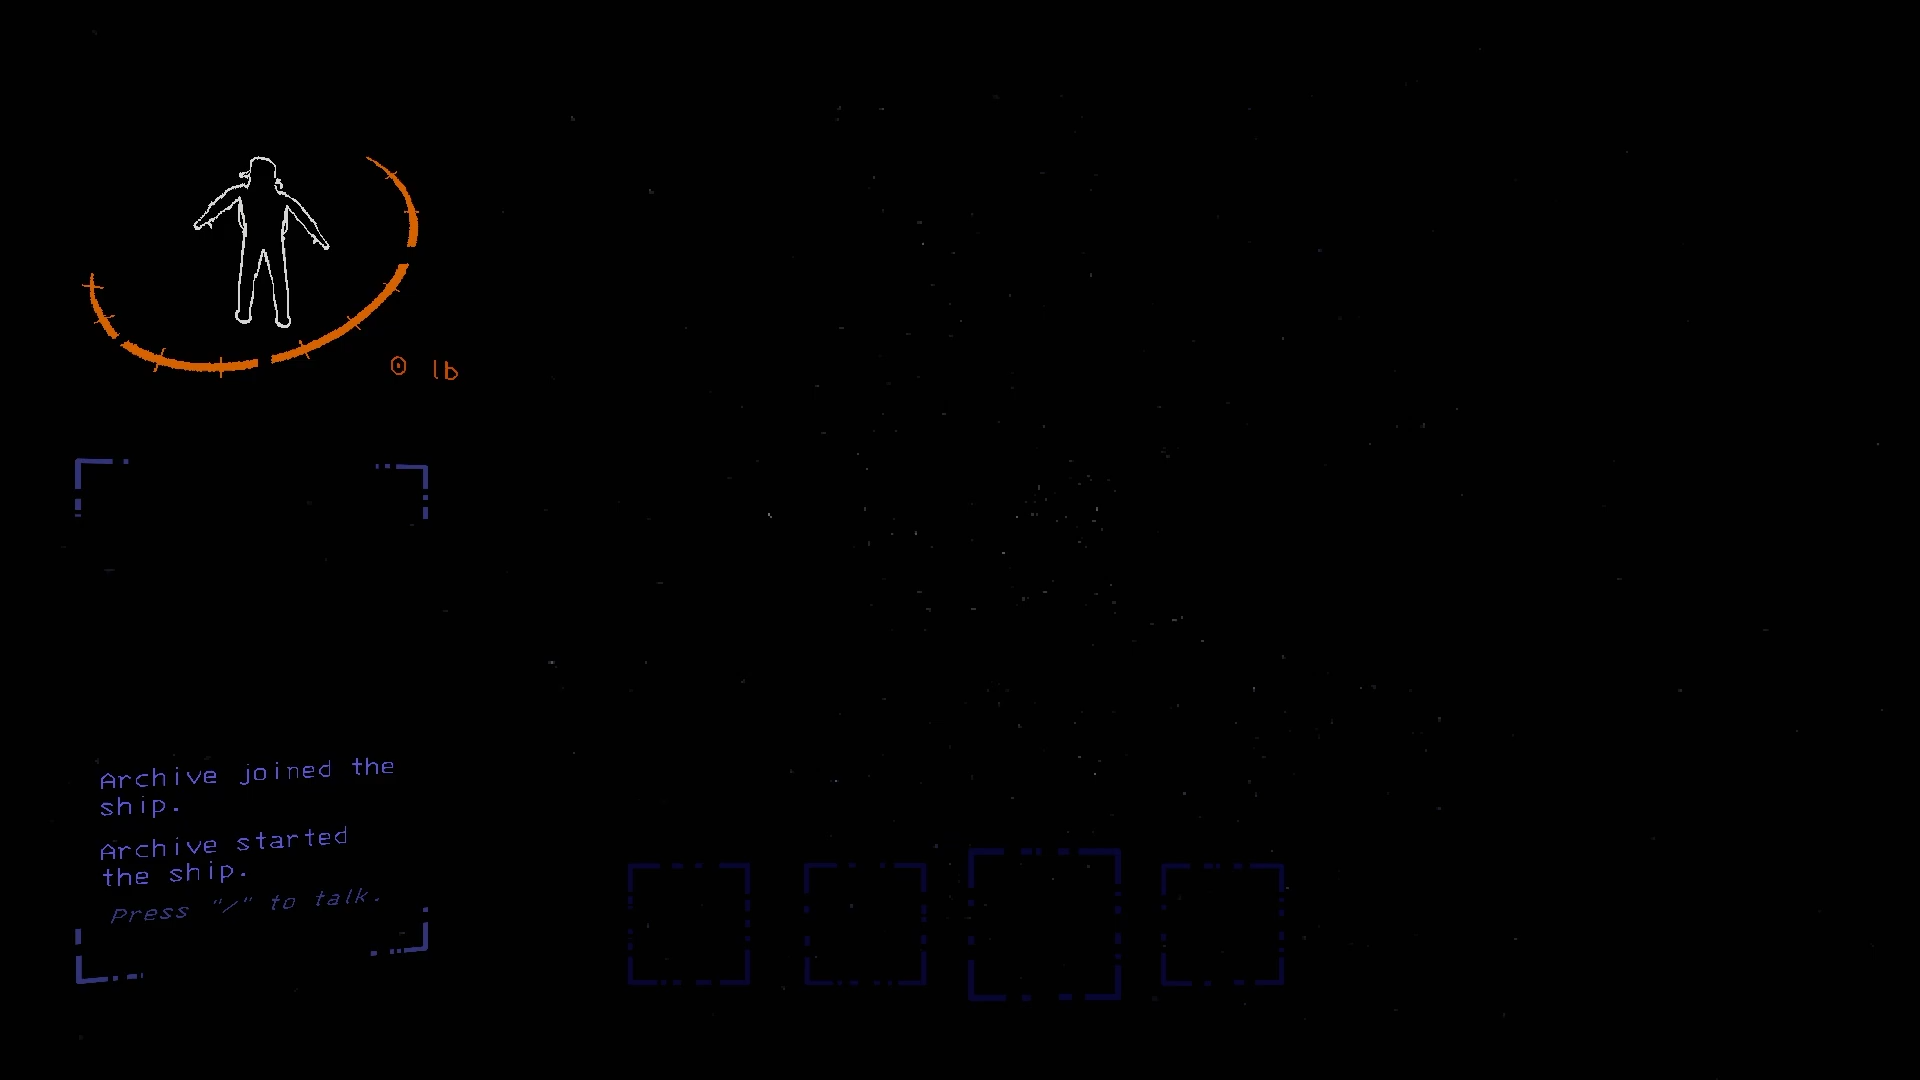 0 lb
Archive joined the
ship.
Archive started
the ship.
Press "/" to talk.